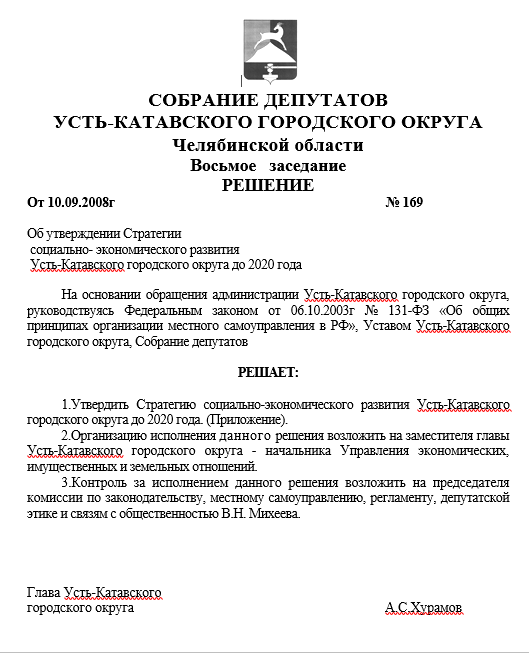 СОБРАНИЕ ДЕПУТАТОВ
УСТЬ-КАТАВСКОГО ГОРОДСКОГО ОКРУГА
Челябинской области
Восьмое заседание
РЕШЕНИЕ
От 10.09.2008г № 169
Об утверждении Стратегии
социально- экономического развития
Усть-Катавского городского округа до 2020 года
На основании обращения администрации Усть-Катавского городского округа,
руководствуясь Федеральным законом от 06.10.2003г № 131-ФЗ «Об общих
принципах организации местного самоуправления в РФ», Уставом Усть-Катавского
городского округа, Собрание депутатов
РЕШАЕТ:
1.Утвердить Стратегию социально-экономического развития Усть-Катавского
городского округа до 2020 года. (Приложение).
2.Организацию исполнения данного решения возложить на заместителя главы
Усть-Катавского городского округа - начальника Управления экономических,
имущественных и земельных отношений.
3.Контроль за исполнением данного решения возложить на председателя
комиссии по законодательству, местному самоуправлению, регламенту, депутатской
этике и связям с общественностью В.Н. Михеева.
Глава Усть-Катавского
городского округа А.С.Хурамов